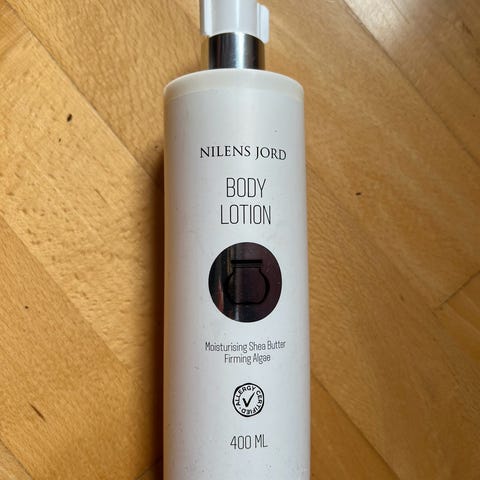 NILENS JORD
BODY
LOTION
Moisturising Shea Butter
Firming Algae
ALLERGY CERTIFIED
400 ML